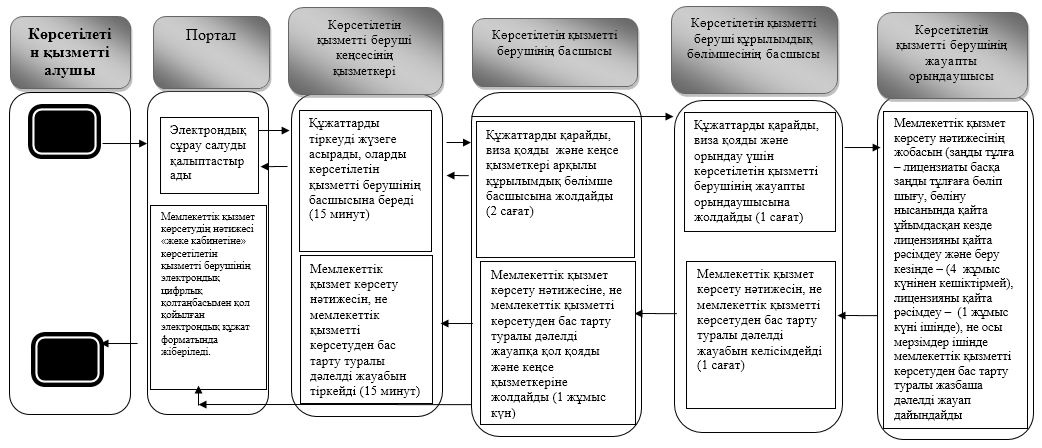 Көрсетілеті
н қызметті
алушы
Портал
Көрсетілетін
қызметті беруші
кеңсесінің
қызметкері
Көрсетілетін қызметті
берушінің басшысы
Көрсетілетін қызметті
беруші құрылымдық
бөлімшесінің басшысы
Көрсетілетін
қызметті берушінің
жауапты
орындаушысы
Электрондық
сұрау салуды
қалыптастыр
ады
Мемлекеттік қызмет
көрсетудің нәтижесі
«жеке кабинетіне»
көрсетілетін
қызметті берушінің
электрондық
цифрлық
қолтаңбасымен қол
қойылған
электрондық құжат
форматында
жіберіледі.
Құжаттарды
тіркеуді жүзеге
асырады, оларды
көрсетілетін
қызметті берушінің
басшысына береді
(15 минут)
Мемлекеттік
қызмет көрсету
нәтижесін, не
мемлекеттік
қызметті
көрсетуден бас
тарту туралы
дәлелді жауабын
тіркейді (15 минут)
Құжаттарды қарайды,
виза қояды және кеңсе
қызметкері арқылы
құрылымдық бөлімше
басшысына жолдайды
(2 сағат)
Мемлекеттік қызмет
көрсету нәтижесіне, не
мемлекеттік қызметті
көрсетуден бас тарту
туралы дәлелді
жауапқа қол қояды
және кеңсе
қызметкеріне
жолдайды (1 жұмыс
күн)
Құжаттарды қарайды,
виза қояды және
орындау үшін
көрсетілетін қызметті
берушінің жауапты
орындаушысына
жолдайды (1 сағат)
Мемлекеттік қызмет
көрсету нәтижесін, не
мемлекеттік қызметті
көрсетуден бас тарту
туралы дәлелді
жауабын келісімдейді
(1 сағат)
Мемлекеттік қызмет
көрсету нәтижесінің
жобасын (заңды тұлға
– лицензиаты басқа
заңды тұлғаға бөліп
шығу, бөліну
нысанында қайта
ұйымдасқан кезде
лицензияны қайта
рәсімдеу және беру
кезінде – (4 жұмыс
күнінен кешіктірмей),
лицензияны қайта
рәсімдеу – (1 жұмыс
күні ішінде), не осы
мерзімдер ішінде
мемлекеттік қызметті
көрсетуден бас тарту
туралы жазбаша
дәлелді жауап
дайындайды